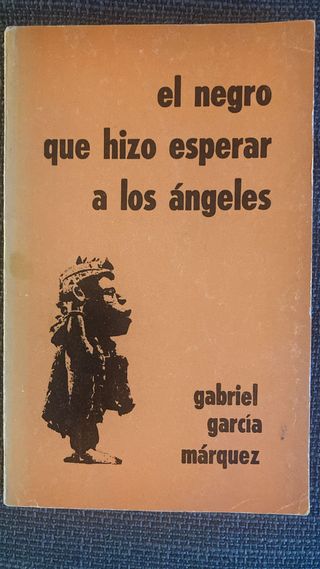 el negro
que hizo esperar
a los ángeles
gabriel
garcía
márquez